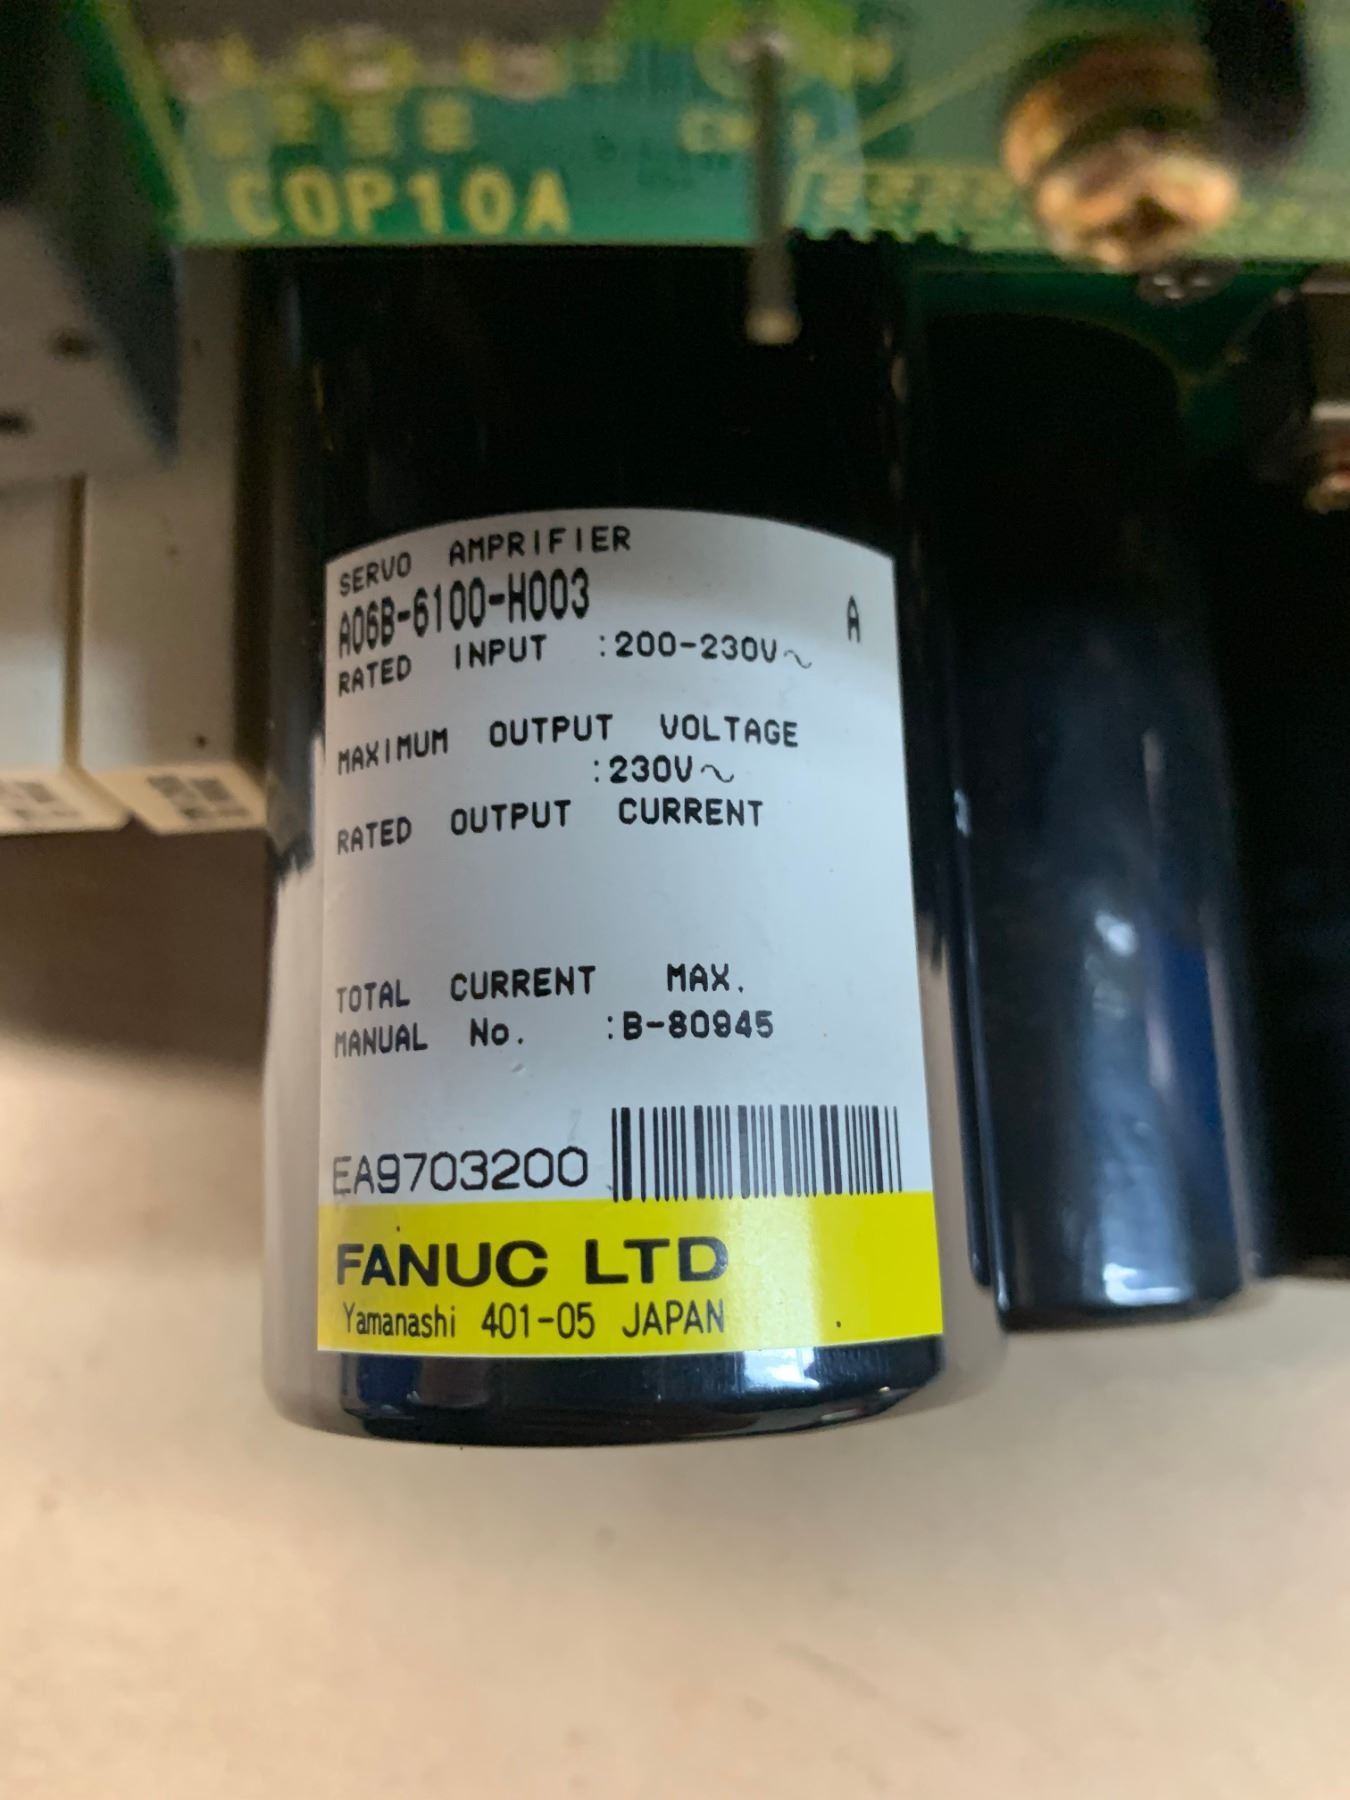 COP10A
SERVO AMPRIFIER
A06B-6100-H003 A
RATED INPUT :200-230V~
MAXIMUM OUTPUT VOLTAGE
:230V~
RATED OUTPUT CURRENT
TOTAL CURRENT MAX.
MANUAL No. :B-80945
EA9703200
FANUC LTD
Yamanashi 401-05 JAPAN